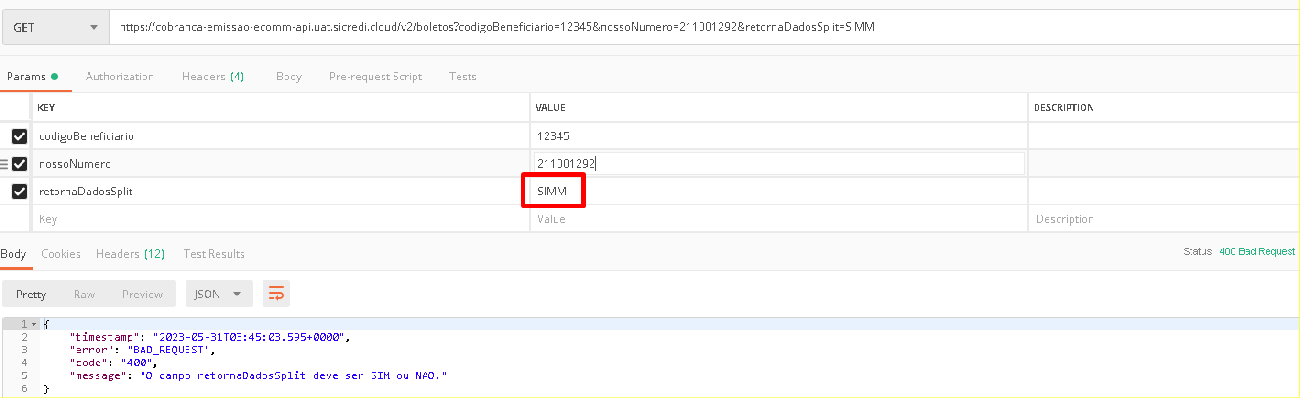 GET https://cobranca-emissao-ecomm-api.uat.sicredi.cloud/v2/boletos?codigoBeneficiario=12345&nossoNumero=211001292&retornaDadosSplit=SIMM
Params Authorization Headers (4) Body Pre-request Script Tests
KEY VALUE DESCRIPTION
codigoBeneficiario 12345
nossoNumero 211001292
retornaDadosSplit SIMM
Key Value Description
Body Cookies Headers (12) Test Results Status 400 Bad Request
Pretty Raw Preview JSON
1 {
2 "timestamp": "2023-05-31T03:45:03.595+0000",
3 "error": "BAD_REQUEST",
4 "code": "400",
5 "message": "O campo retornaDadosSplit deve ser SIM ou NAO."
6 }